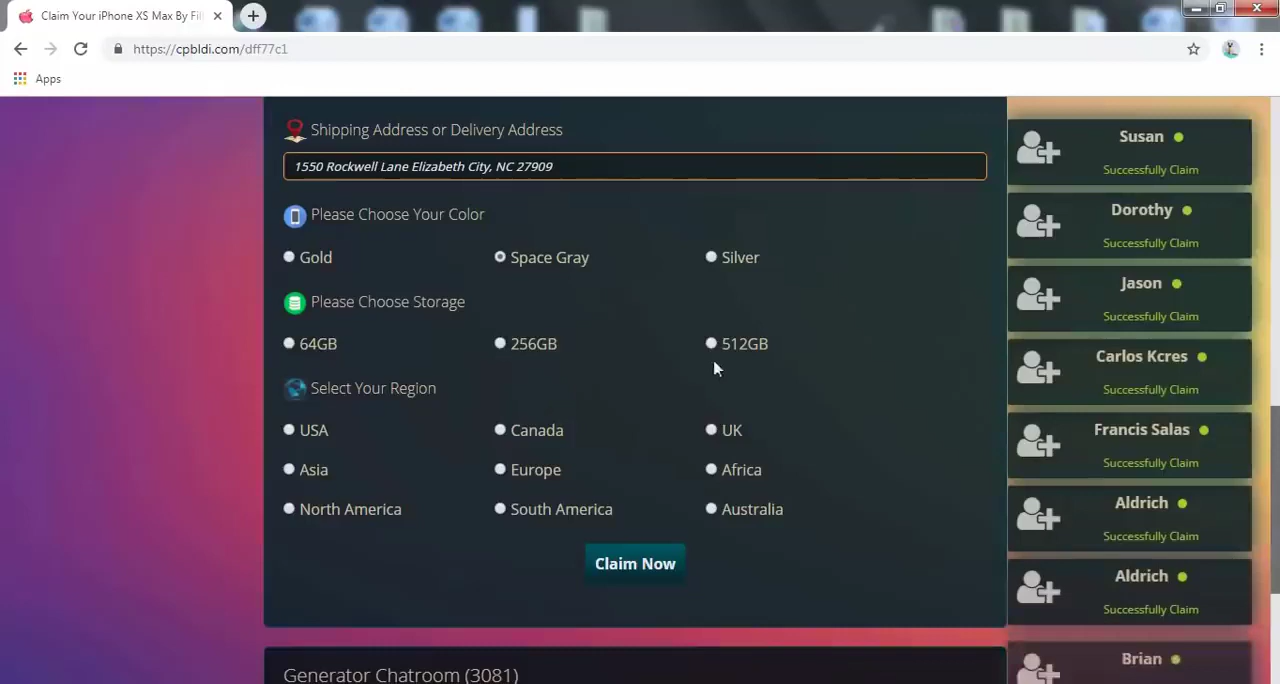 Claim Your iPhone XS Max By Fil
https://cpbldi.com/dff77c1
Apps
Shipping Address or Delivery Address
1550 Rockwell Lane Elizabeth City, NC 27909
Please Choose Your Color
Gold Space Gray Silver
Please Choose Storage
64GB 256GB 512GB
Select Your Region
USA Canada UK
Asia Europe Africa
North America South America Australia
Claim Now
Generator Chatroom (3081)
Susan
Successfully Claim
Dorothy
Successfully Claim
Jason
Successfully Claim
Carlos Kcres
Successfully Claim
Francis Salas
Successfully Claim
Aldrich
Successfully Claim
Aldrich
Successfully Claim
Brian